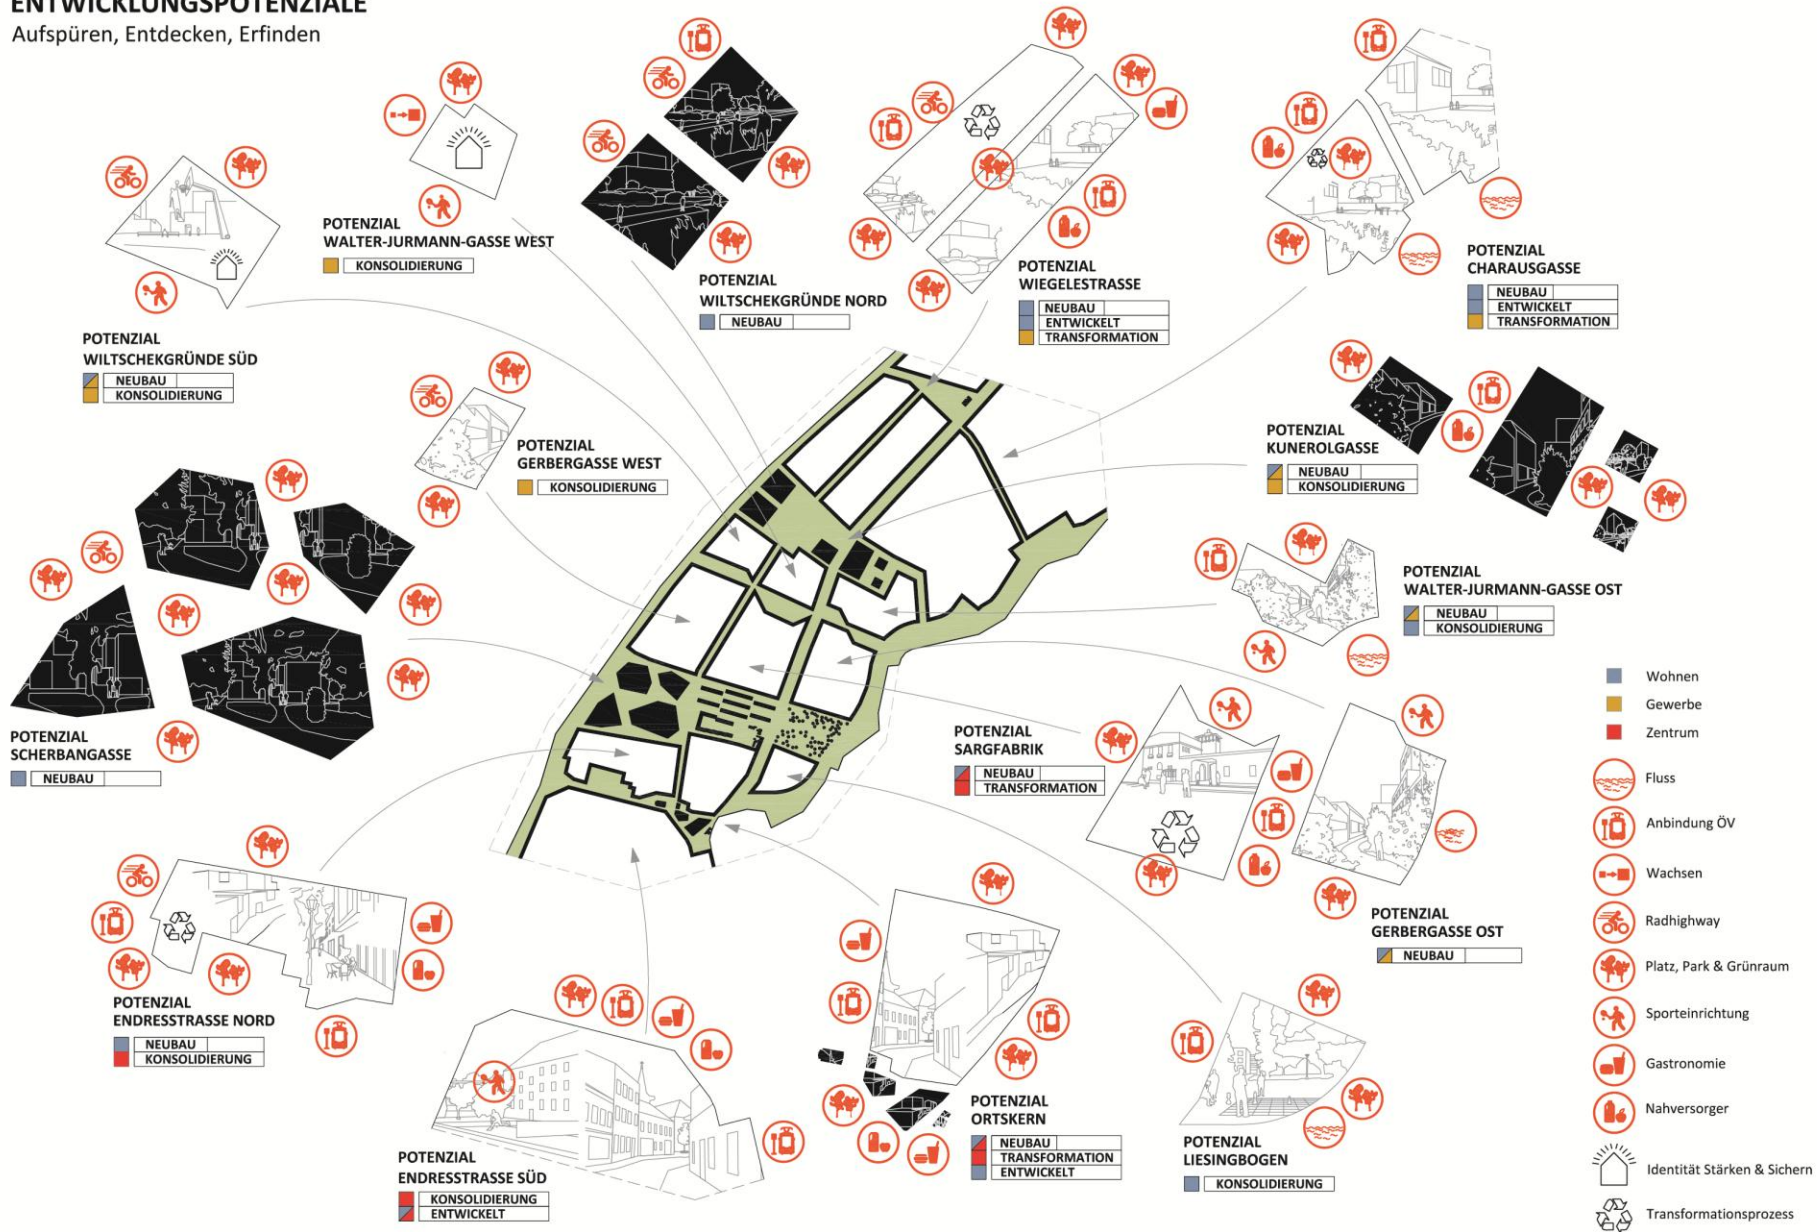 ENTWICKLUNGSPOTENZIALE
Aufspüren, Entdecken, Erfinden
POTENZIAL
WALTER-JURMANN-GASSE WEST
KONSOLIDIERUNG
POTENZIAL
WILTSCHEKGRÜNDE NORD
NEUBAU
POTENZIAL
WIEGELESTRASSE
NEUBAU
ENTWICKELT
TRANSFORMATION
POTENZIAL
CHARAUSGASSE
NEUBAU
ENTWICKELT
TRANSFORMATION
POTENZIAL
WILTSCHEKGRÜNDE SÜD
NEUBAU
KONSOLIDIERUNG
POTENZIAL
GERBERGASSE WEST
KONSOLIDIERUNG
POTENZIAL
KUNEROLGASSE
NEUBAU
KONSOLIDIERUNG
POTENZIAL
WALTER-JURMANN-GASSE OST
NEUBAU
KONSOLIDIERUNG
POTENZIAL
SCHERBANGASSE
NEUBAU
POTENZIAL
SARGFABRIK
NEUBAU
TRANSFORMATION
POTENZIAL
GERBERGASSE OST
NEUBAU
POTENZIAL
ENDRESSTRASSE NORD
NEUBAU
KONSOLIDIERUNG
POTENZIAL
ENDRESSTRASSE SÜD
KONSOLIDIERUNG
ENTWICKELT
POTENZIAL
ORTSKERN
NEUBAU
TRANSFORMATION
ENTWICKELT
POTENZIAL
LIESINGBOGEN
KONSOLIDIERUNG
Wohnen
Gewerbe
Zentrum
Fluss
Anbindung ÖV
Wachsen
Radhighway
Platz, Park & Grünraum
Sporteinrichtung
Gastronomie
Nahversorger
Identität Stärken & Sichern
Transformationsprozess